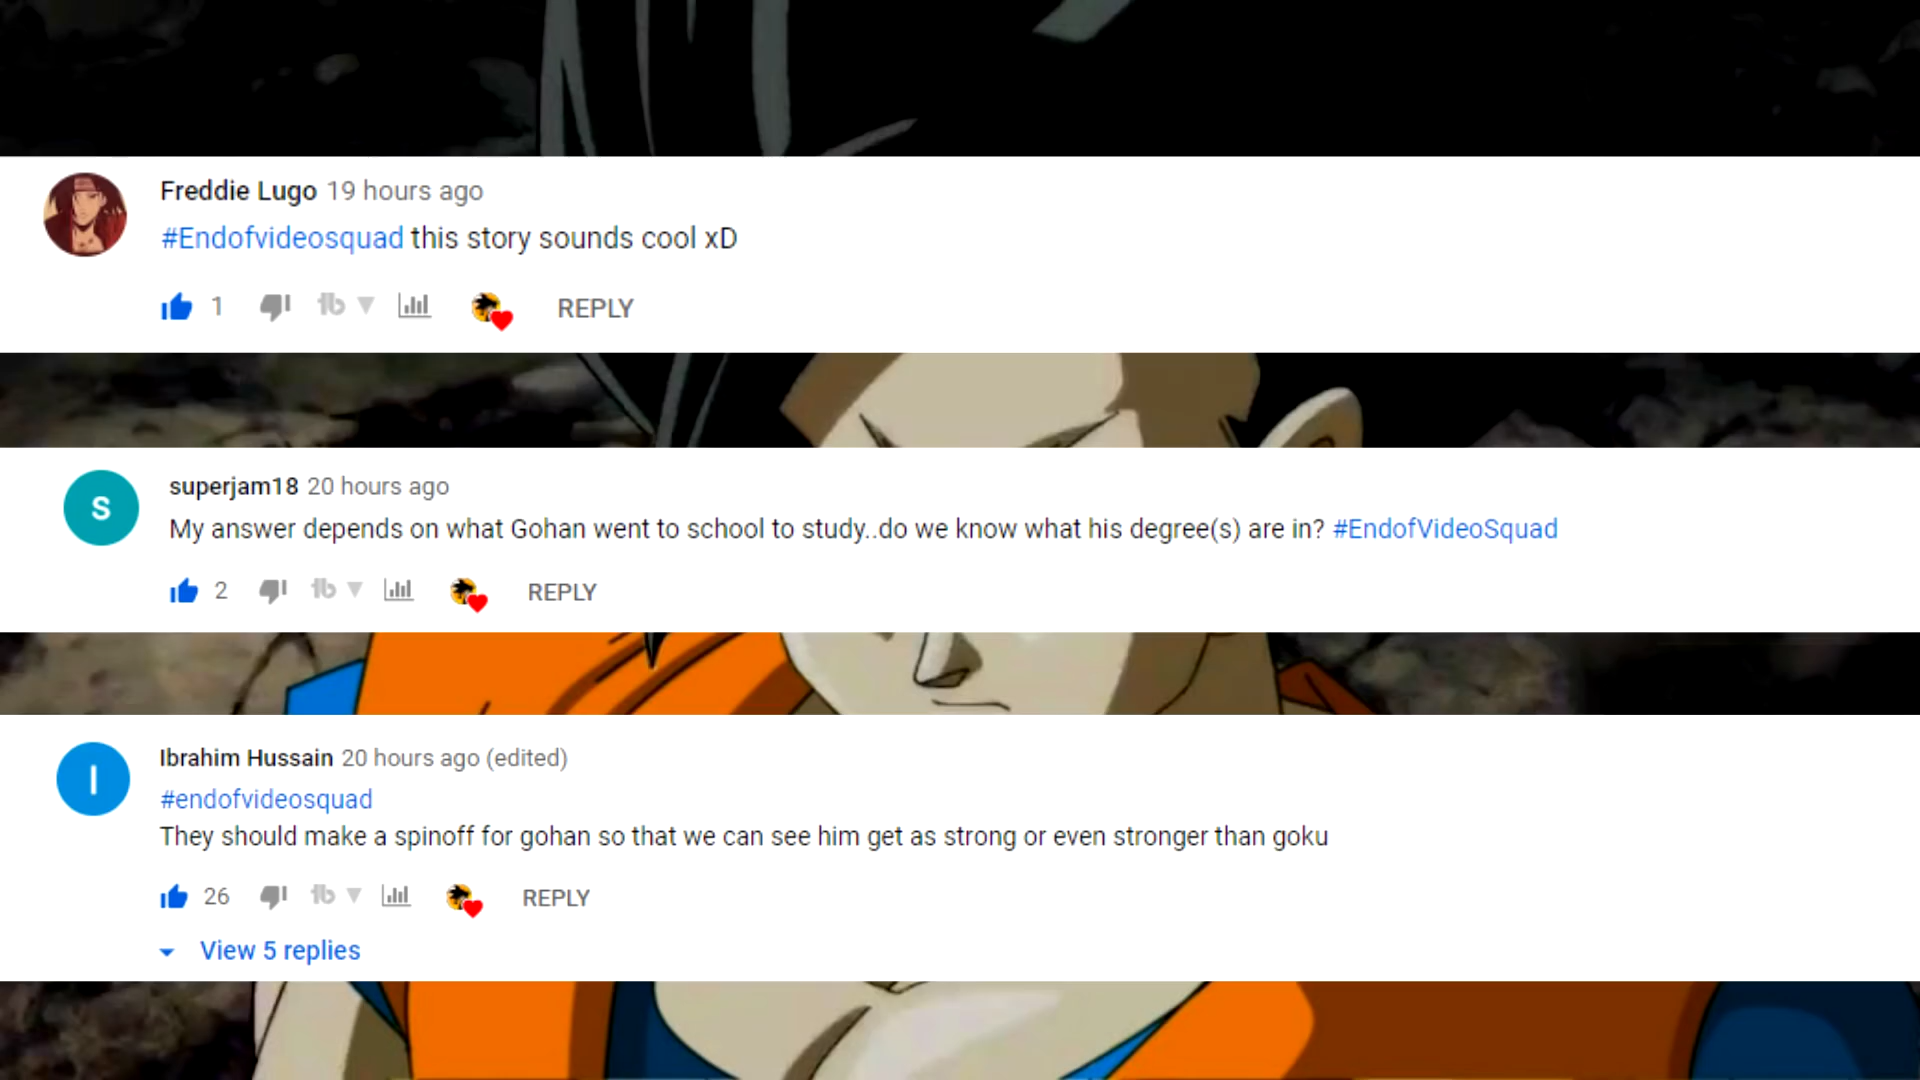 Freddie Lugo 19 hours ago
#Endofvideosquad this story sounds cool xD
1 tb REPLY
S
superjam18 20 hours ago
My answer depends on what Gohan went to school to study..do we know what his degree(s) are in? #EndofVideoSquad
2 tb REPLY
I
Ibrahim Hussain 20 hours ago (edited)
#endofvideosquad
They should make a spinoff for gohan so that we can see him get as strong or even stronger than goku
26 tb REPLY
View 5 replies